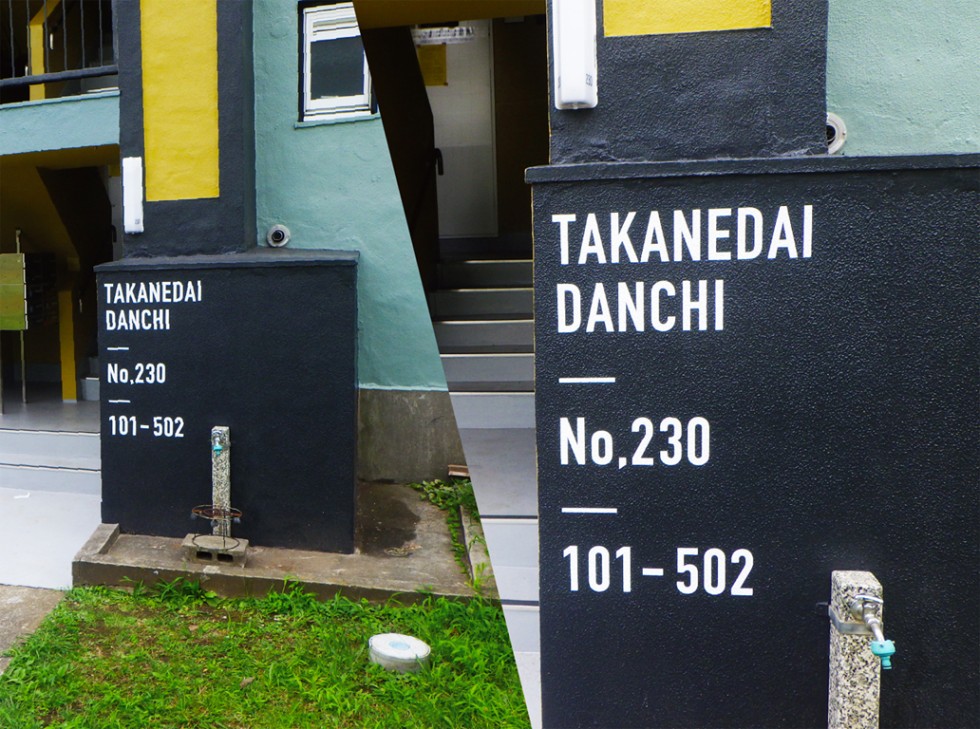 TAKANEDAI
DANCHI
No,230
101-502
TAKANEDAI
DANCHI
No,230
101-502